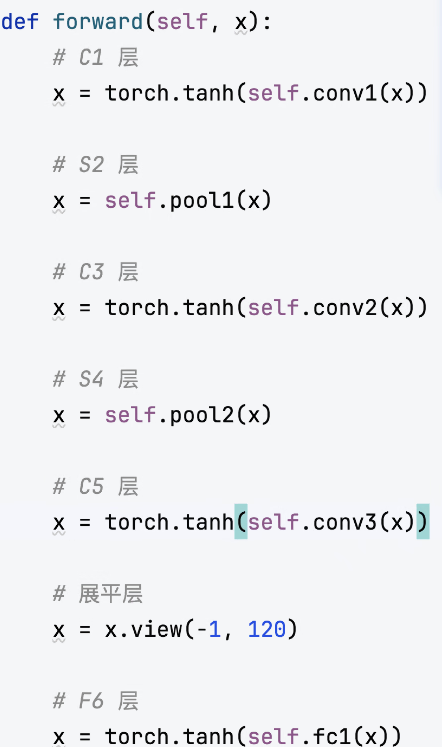 def forward(self, x):
# C1 层
x = torch.tanh(self.conv1(x))
# S2 层
x = self.pool1(x)
# C3 层
x = torch.tanh(self.conv2(x))
# S4 层
x = self.pool2(x)
# C5 层
x = torch.tanh(self.conv3(x))
# 展平层
x = x.view(-1, 120)
# F6 层
x = torch.tanh(self.fc1(x))